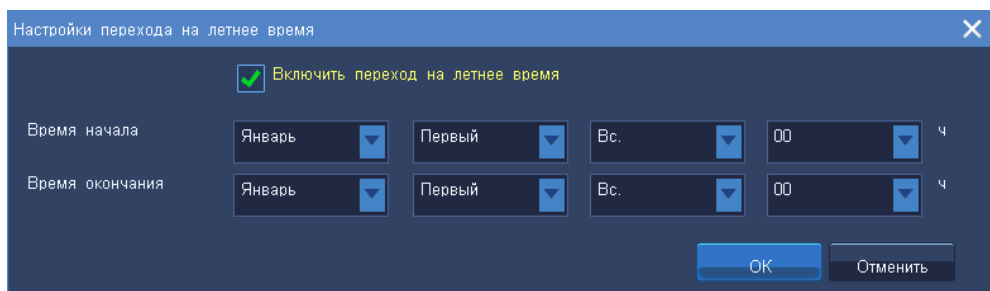 Настройки перехода на летнее время
Включить переход на летнее время
Время начала Январь Первый Вс. 00 ч
Время окончания Январь Первый Вс. 00 ч
OK Отменить